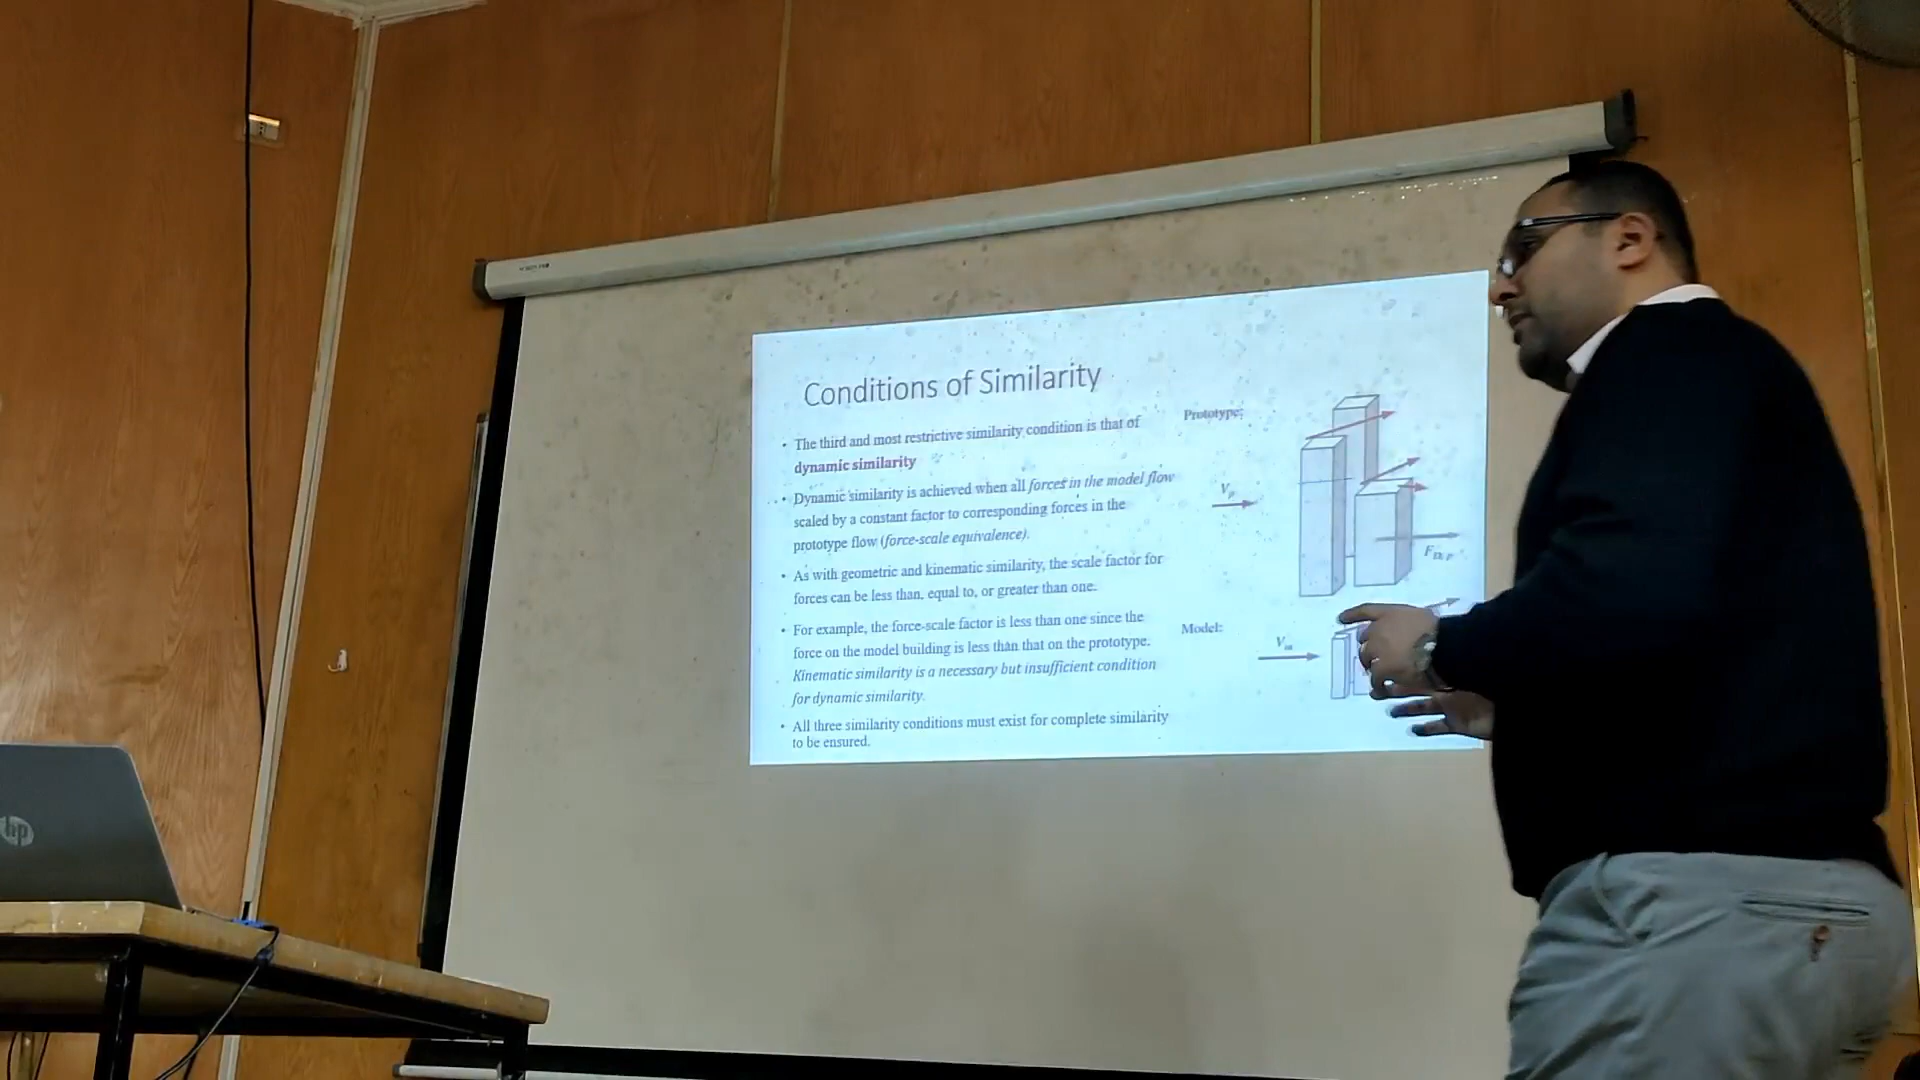 Conditions of Similarity
• The third and most restrictive similarity condition is that of
dynamic similarity
• Dynamic similarity is achieved when all forces in the model flow
scaled by a constant factor to corresponding forces in the
prototype flow (force-scale equivalence).
• As with geometric and kinematic similarity, the scale factor for
forces can be less than, equal to, or greater than one.
• For example, the force-scale factor is less than one since the
force on the model building is less than that on the prototype.
Kinematic similarity is a necessary but insufficient condition
for dynamic similarity.
• All three similarity conditions must exist for complete similarity
to be ensured.
Prototype:
Vp
FD,p
Model:
Vm
hp